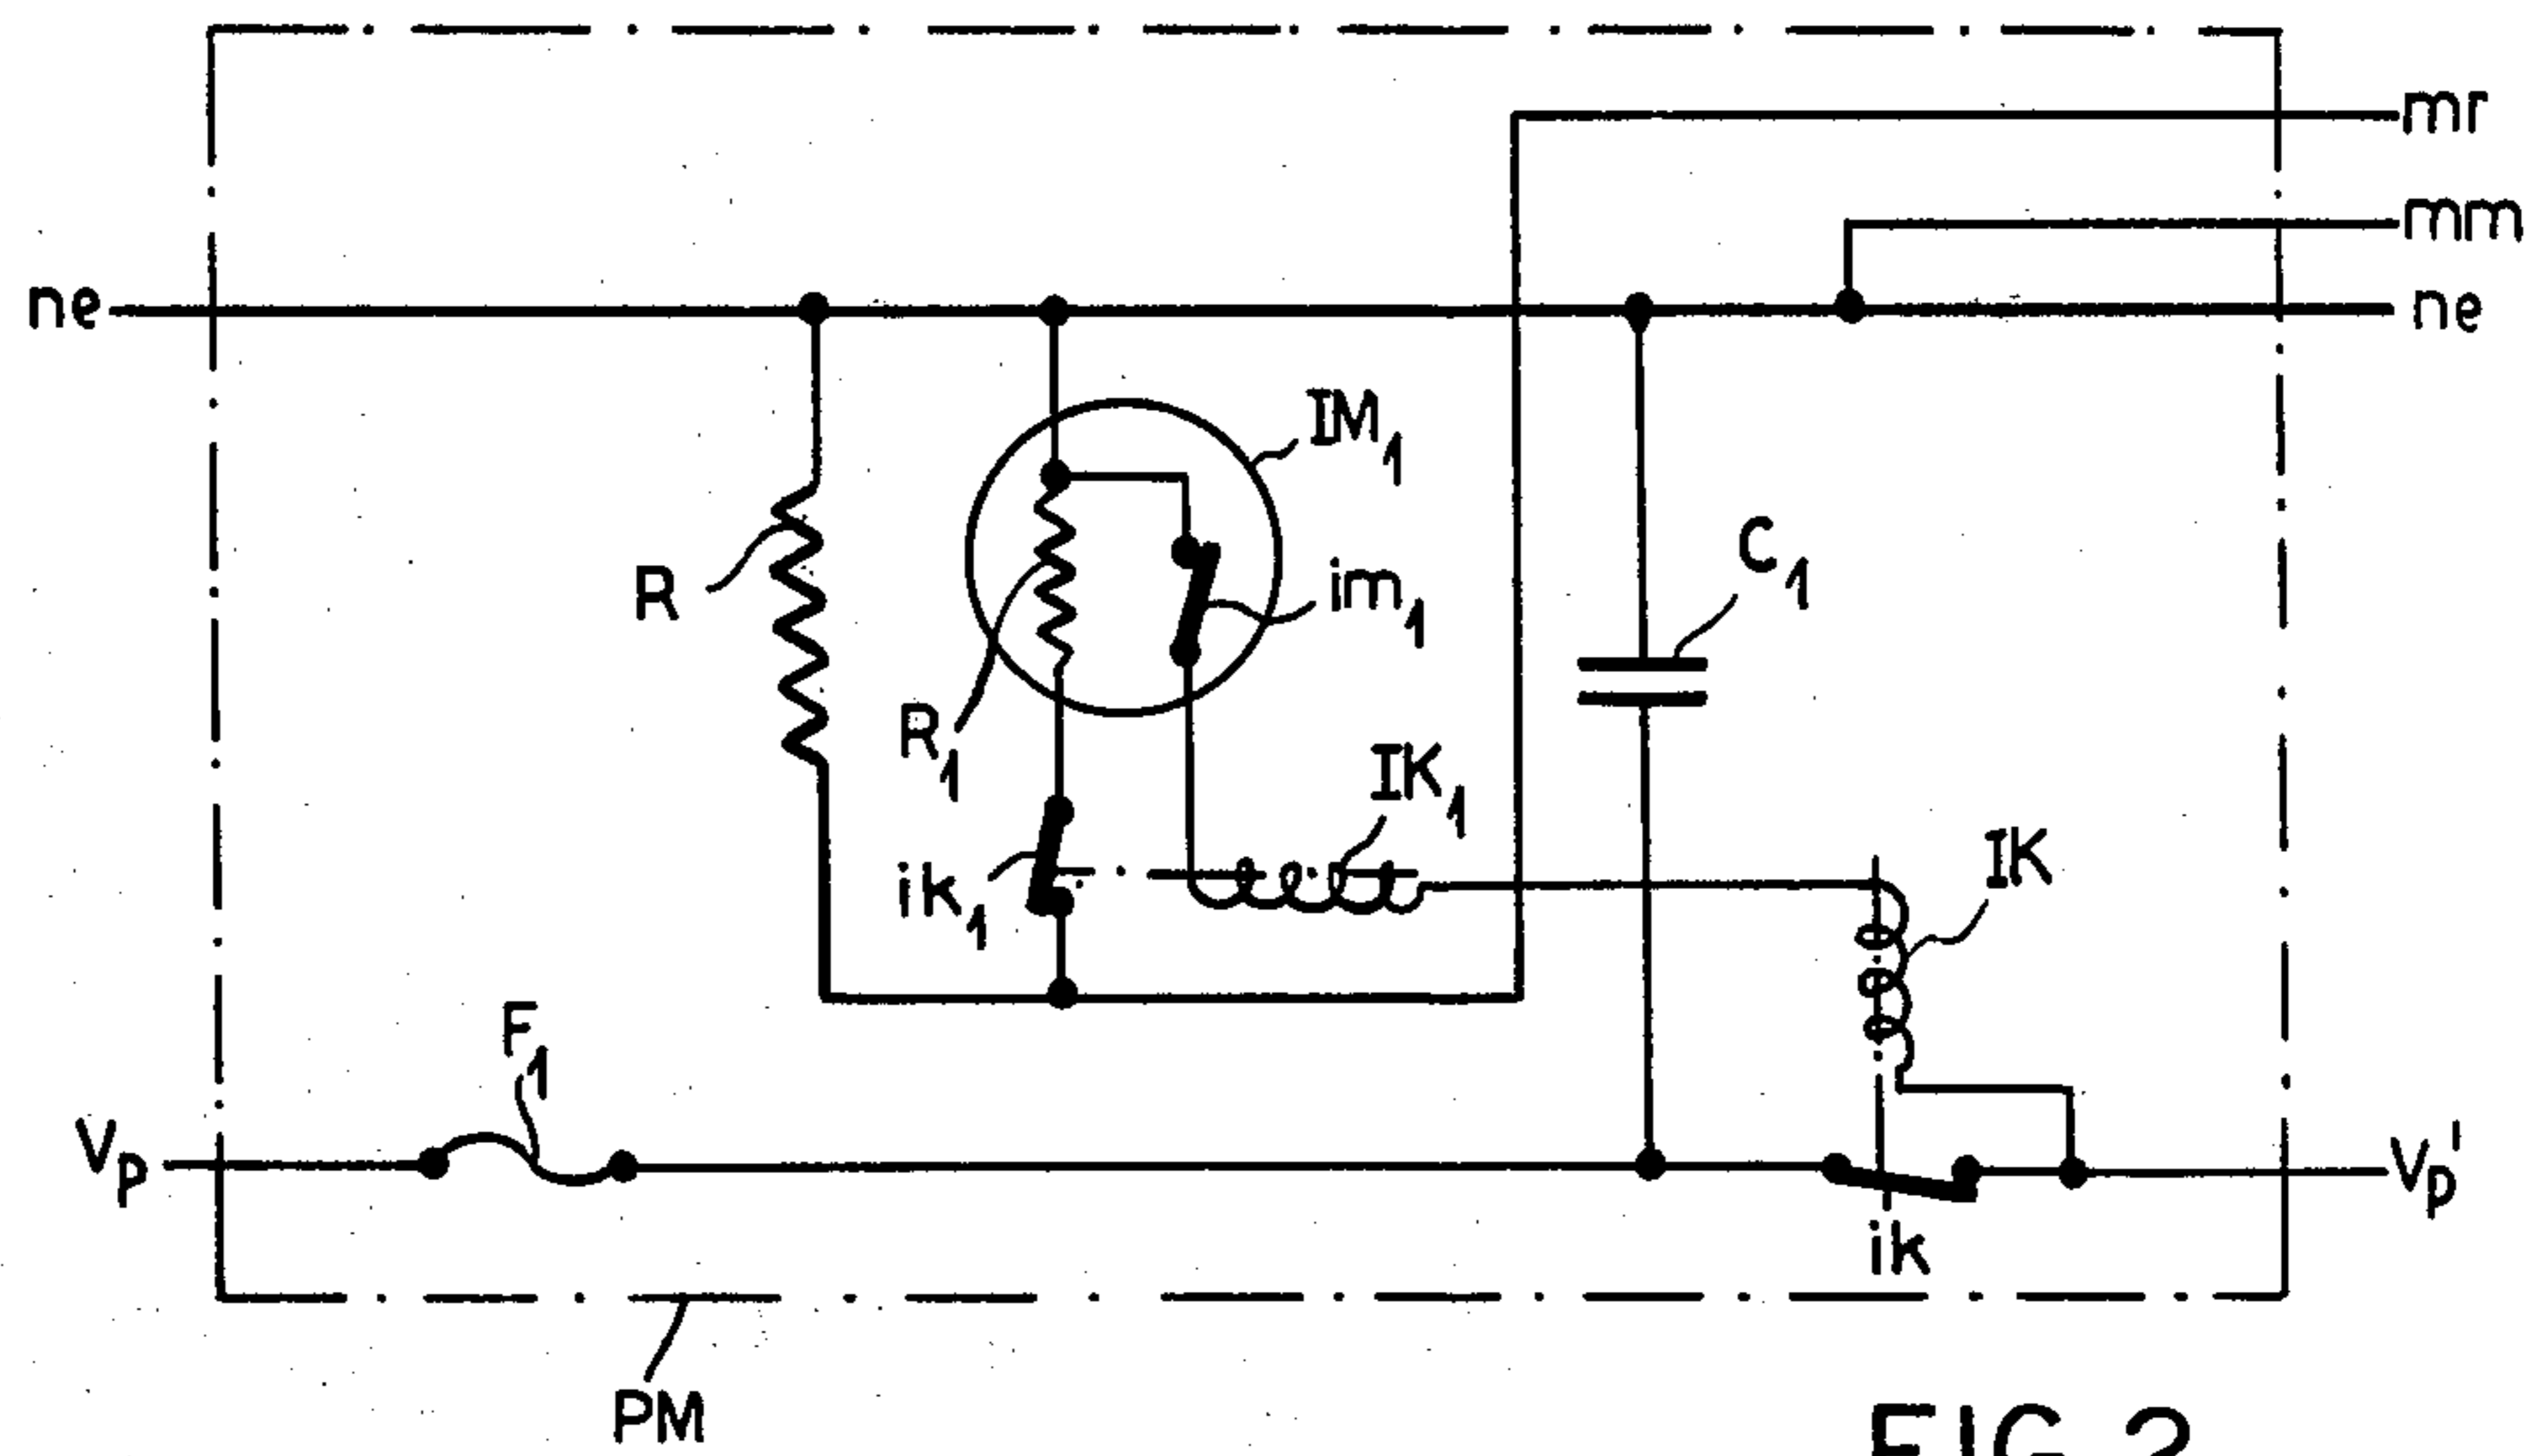 mr
mm
ne
ne
IM₁
R
im₁
C₁
R₁
IK₁
ik₁
IK
F₁
Vp
Vp'
ik
PM
FIG.2